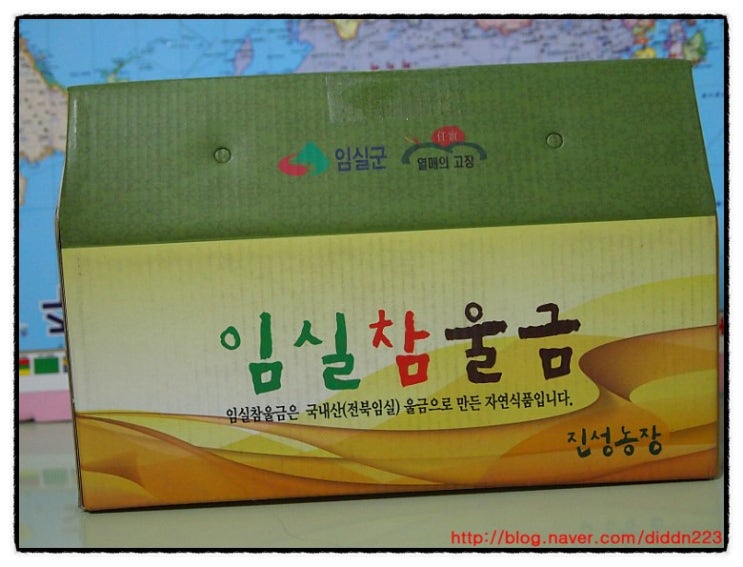 임실군
열매의 고장
임실참울금
임실참울금은 국내산(전북임실) 울금으로 만든 자연식품입니다.
진성농장
http://blog.naver.com/diddn223